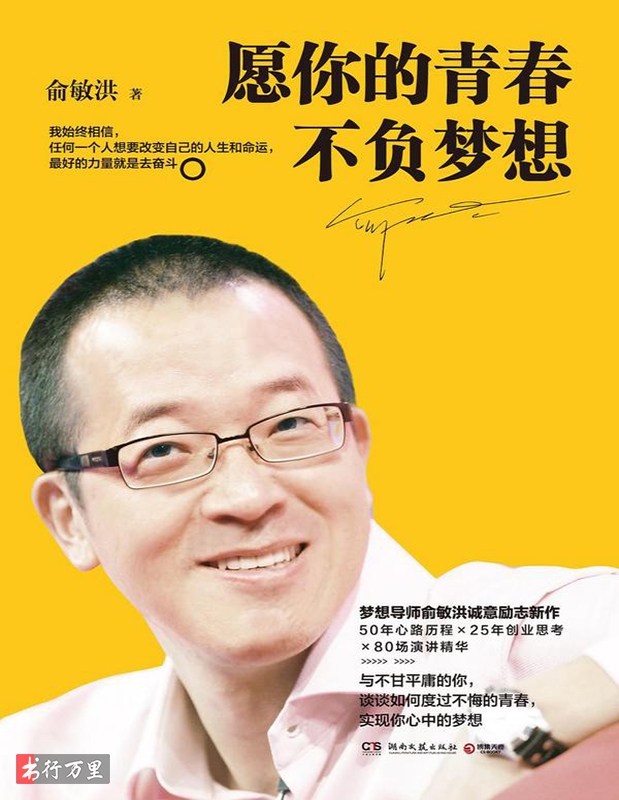 愿你的青春
不负梦想
俞敏洪 著
我始终相信，
任何一个人想要改变自己的人生和命运，
最好的力量就是去奋斗
梦想导师俞敏洪诚意励志新作
50年心路历程×25年创业思考
×80场演讲精华
>>>>> >>>>
与不甘平庸的你，
谈谈如何度过不悔的青春，
实现你心中的梦想
湖南文艺出版社 博集天卷
书行万里